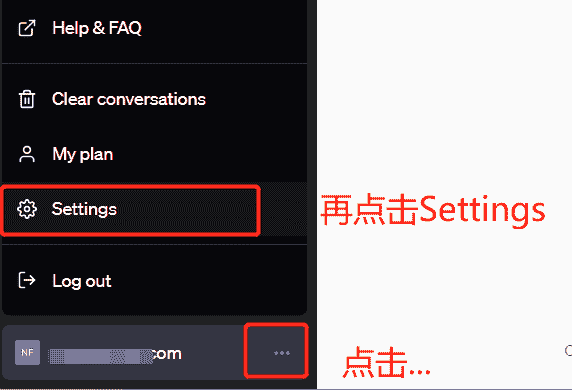 Help & FAQ
Clear conversations
My plan
Settings
再点击Settings
Log out
NF
.com
...
点击...